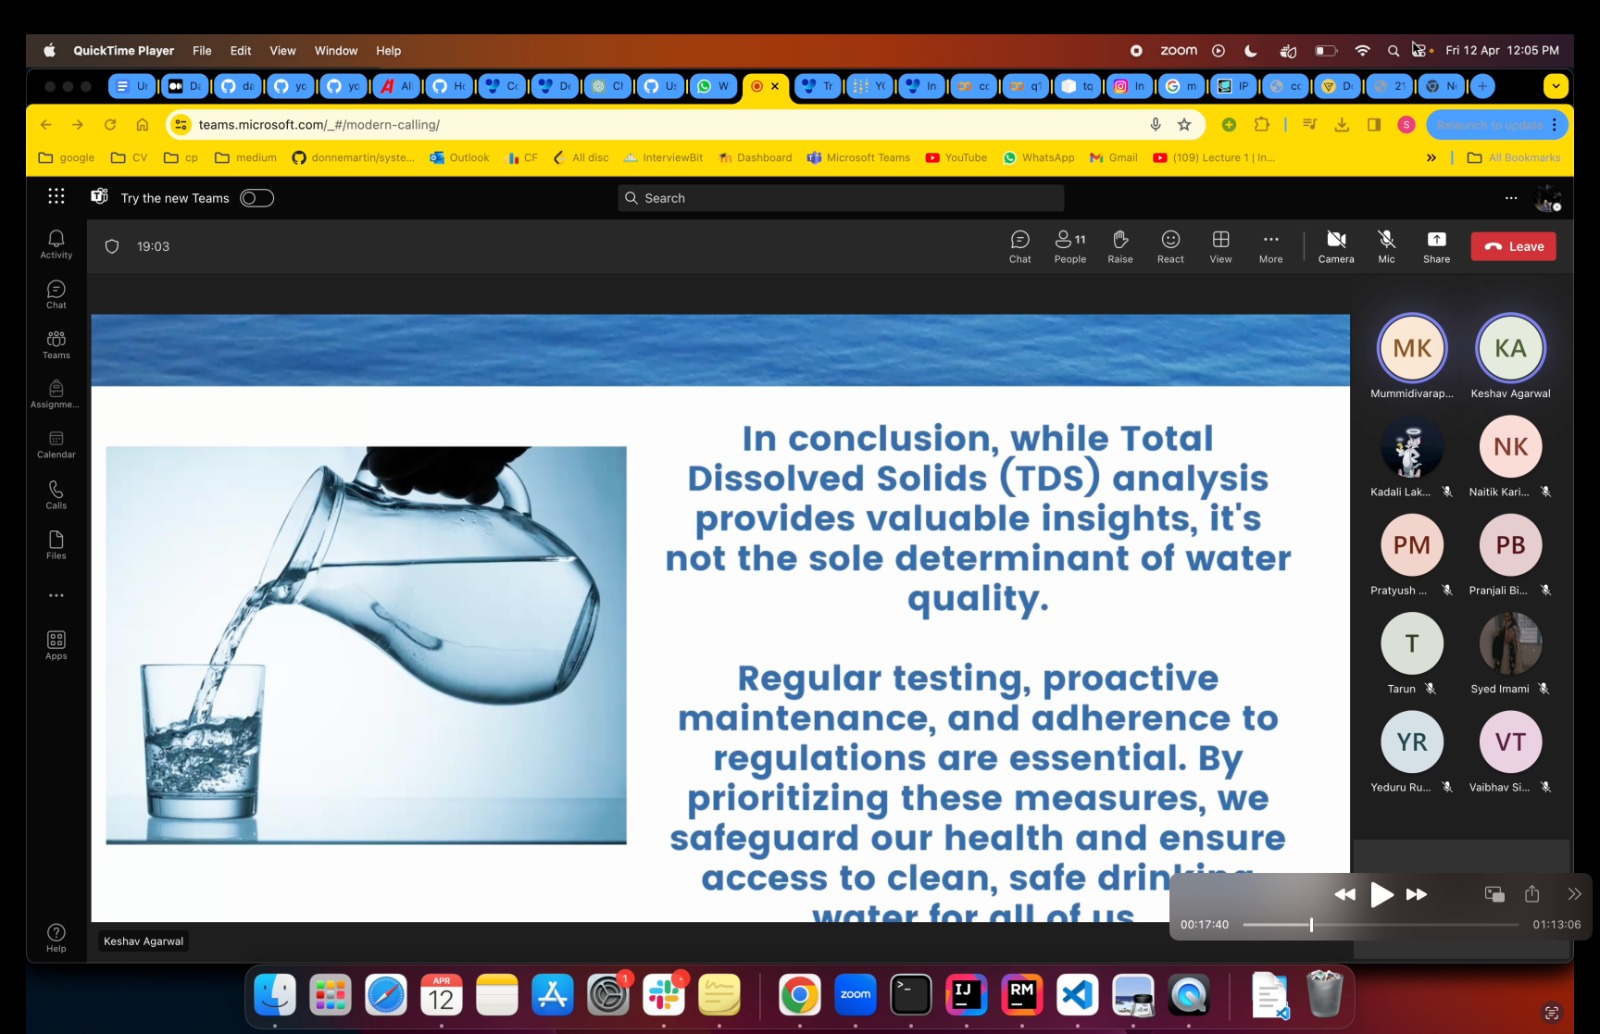 QuickTime Player File Edit View Window Help
zoom Fri 12 Apr 12:05 PM
teams.microsoft.com/_#/modern-calling/
Relaunch to update
google CV cp medium donnemartin/syste... Outlook CF All disc InterviewBit Dashboard Microsoft Teams YouTube WhatsApp Gmail (109) Lecture 1 | In... » All Bookmarks
Try the new Teams
Search
19:03
11
Chat People Raise React View More Camera Mic Share Leave
Activity
Chat
Teams
Assignme...
Calendar
Calls
Files
Apps
Help
In conclusion, while Total
Dissolved Solids (TDS) analysis
provides valuable insights, it's
not the sole determinant of water
quality.
Regular testing, proactive
maintenance, and adherence to
regulations are essential. By
prioritizing these measures, we
safeguard our health and ensure
access to clean, safe drinking
water for all of us
MK KA
Mummidivarap... Keshav Agarwal
NK
Kadali Lak... Naitik Kari...
PM PB
Pratyush ... Pranjali Bi...
T
Tarun Syed Imami
YR VT
Yeduru Ru... Vaibhav Si...
00:17:40 01:13:06
Keshav Agarwal
APR
12
1
zoom
IJ
RM